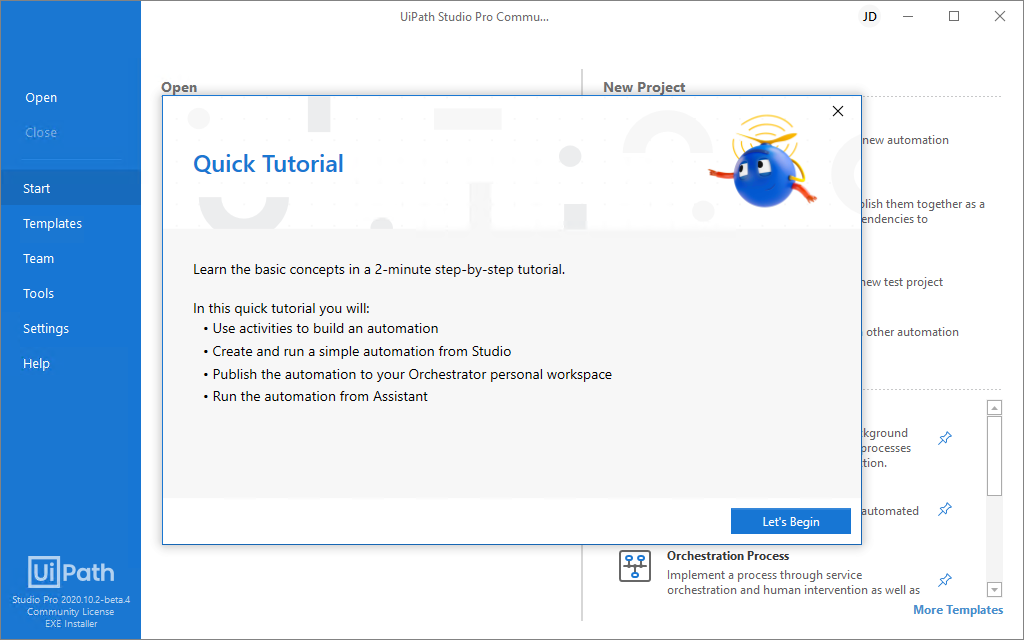 UiPath Studio Pro Commu...
JD
Open
Close
Start
Templates
Team
Tools
Settings
Help
UiPath
Studio Pro 2020.10.2-beta.4
Community License
EXE Installer
Open
New Project
Quick Tutorial
Learn the basic concepts in a 2-minute step-by-step tutorial.
In this quick tutorial you will:
• Use activities to build an automation
• Create and run a simple automation from Studio
• Publish the automation to your Orchestrator personal workspace
• Run the automation from Assistant
Let's Begin
new automation
them together as a
to
new test project
other automation
processes
automated
Orchestration Process
Implement a process through service
orchestration and human intervention as well as
More Templates